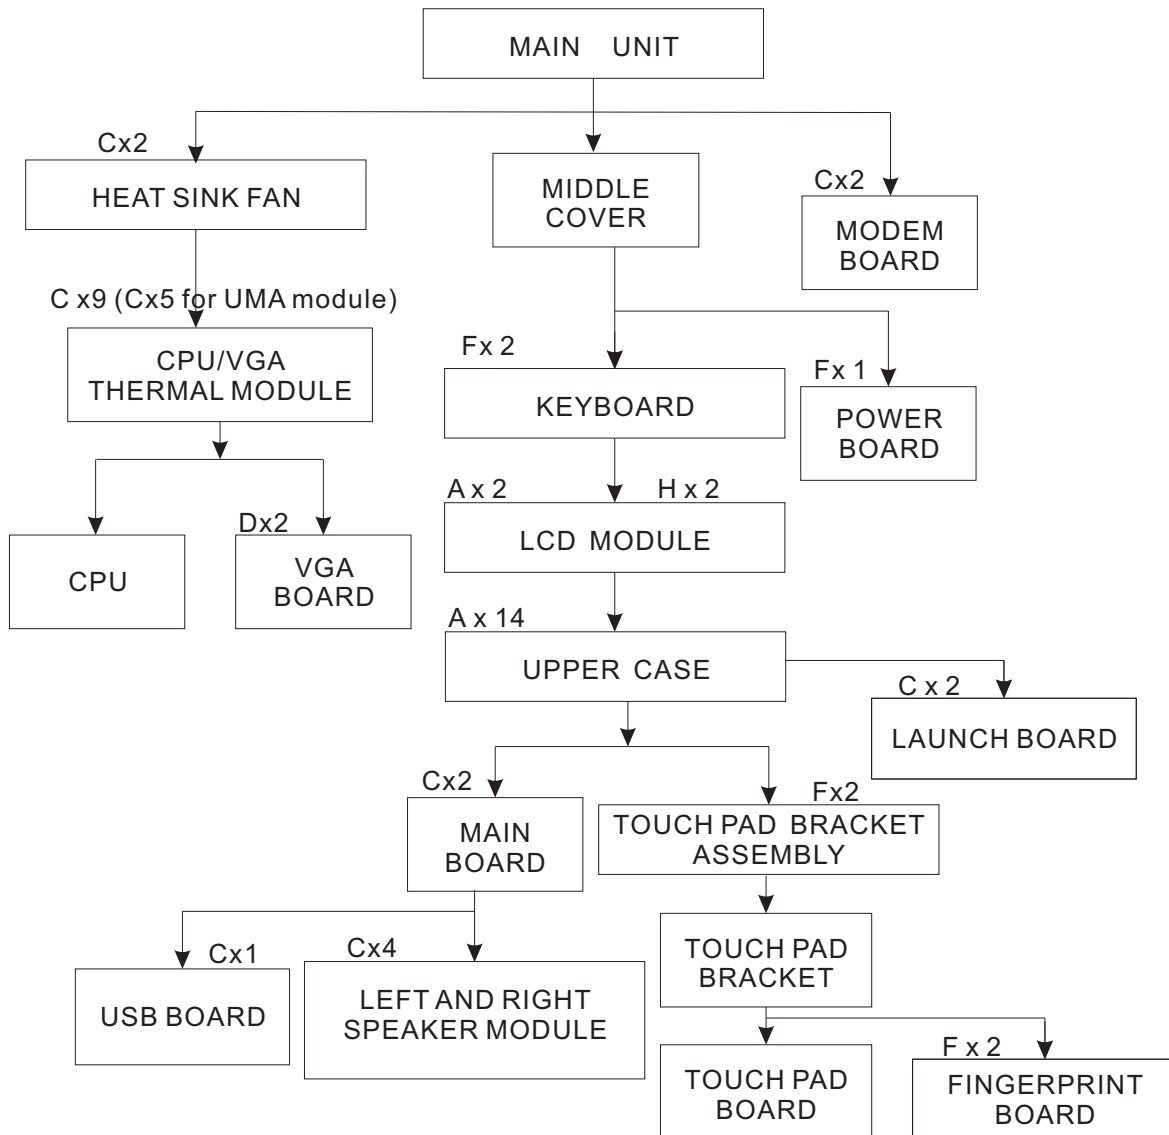 MAIN UNIT
Cx2
HEAT SINK FAN
MIDDLE
COVER
Cx2
MODEM
BOARD
C x9 (Cx5 for UMA module)
CPU/VGA
THERMAL MODULE
Fx 2
KEYBOARD
Fx 1
POWER
BOARD
CPU
Dx2
VGA
BOARD
A x 2 H x 2
LCD MODULE
A x 14
UPPER CASE
C x 2
LAUNCH BOARD
Cx2
MAIN
BOARD
Fx2
TOUCH PAD BRACKET
ASSEMBLY
Cx1
USB BOARD
Cx4
LEFT AND RIGHT
SPEAKER MODULE
TOUCH PAD
BRACKET
TOUCH PAD
BOARD
F x 2
FINGERPRINT
BOARD